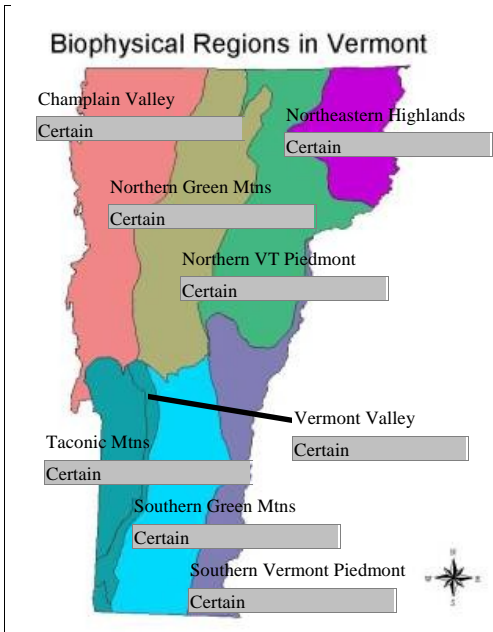 Biophysical Regions in Vermont
Champlain Valley
Certain
Northeastern Highlands
Certain
Northern Green Mtns
Certain
Northern VT Piedmont
Certain
Vermont Valley
Certain
Taconic Mtns
Certain
Southern Green Mtns
Certain
Southern Vermont Piedmont
Certain
N
W E
S